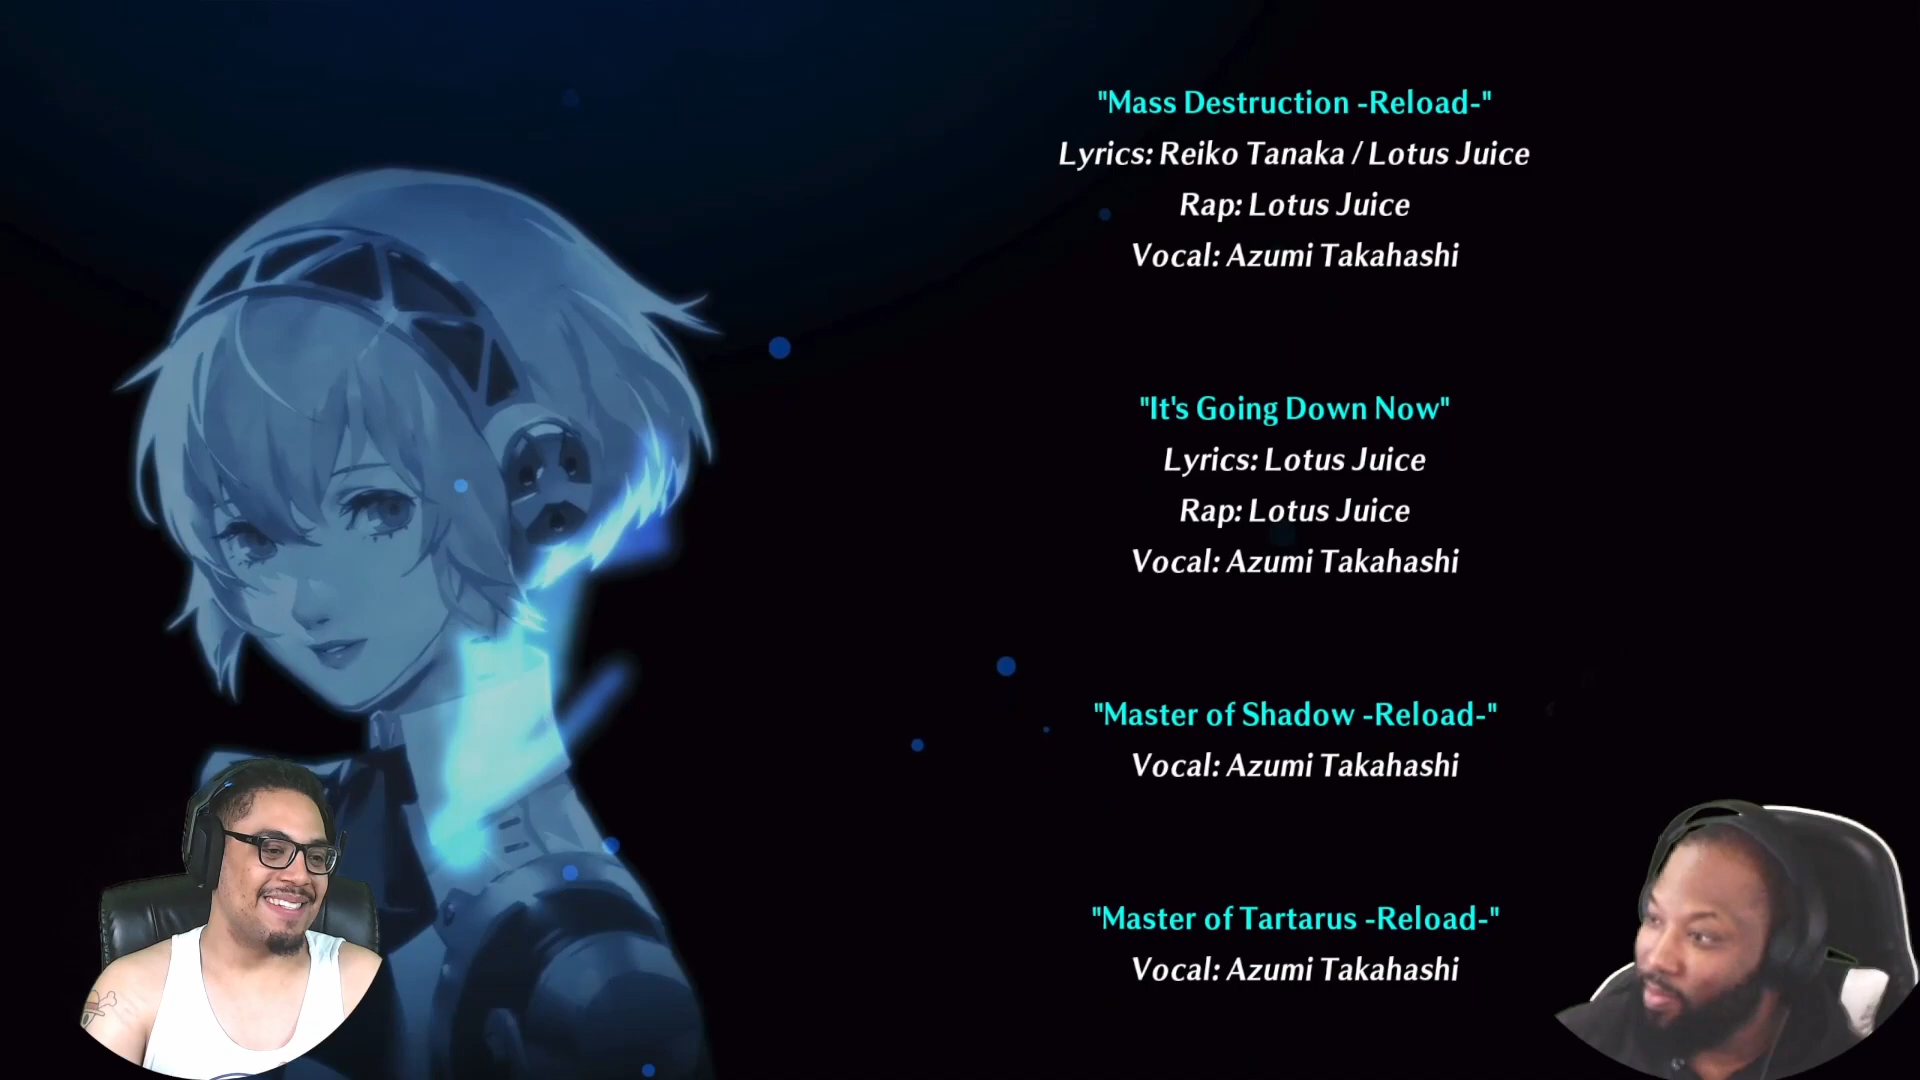 "Mass Destruction -Reload-"
Lyrics: Reiko Tanaka / Lotus Juice
Rap: Lotus Juice
Vocal: Azumi Takahashi
"It's Going Down Now"
Lyrics: Lotus Juice
Rap: Lotus Juice
Vocal: Azumi Takahashi
"Master of Shadow -Reload-"
Vocal: Azumi Takahashi
"Master of Tartarus -Reload-"
Vocal: Azumi Takahashi